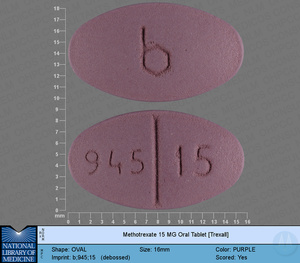 b
945 15
mm
Methotrexate 15 MG Oral Tablet [Trexall]
NATIONAL
LIBRARY OF
MEDICINE
Shape: OVAL Size: 16mm Color: PURPLE
Imprint: b;945;15 (debossed) Scored: Yes